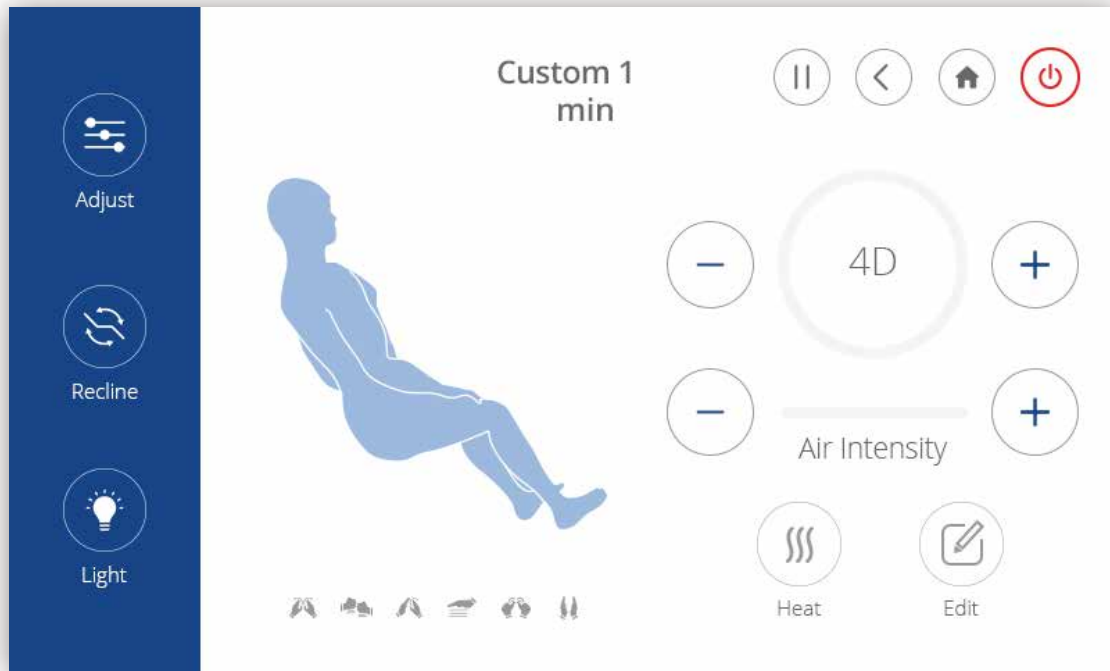 Custom 1
min
Adjust
4D
Recline
Air Intensity
Light
Heat
Edit